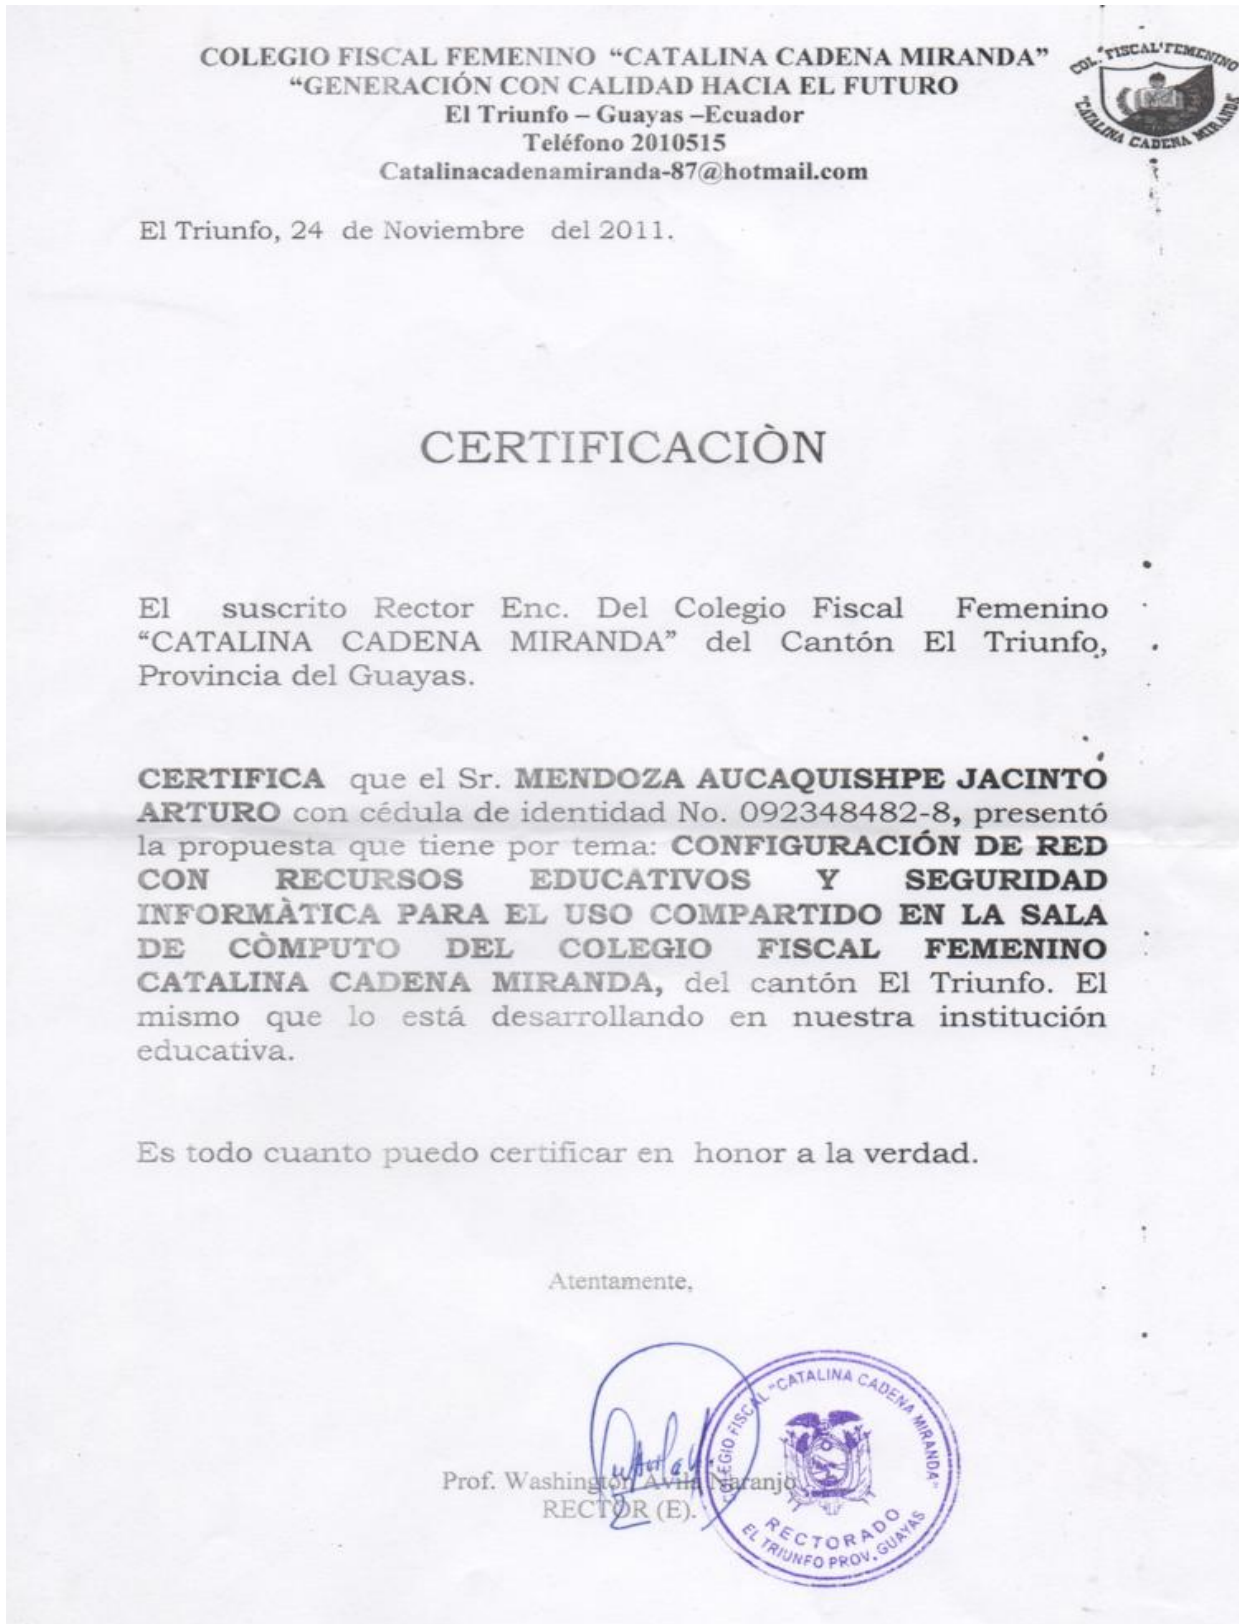 COLEGIO FISCAL FEMENINO “CATALINA CADENA MIRANDA”
“GENERACIÓN CON CALIDAD HACIA EL FUTURO
El Triunfo – Guayas –Ecuador
Teléfono 2010515
Catalinacadenamiranda-87@hotmail.com
COL. FISCAL FEMENINO
"CATALINA CADENA MIRANDA"
El Triunfo, 24 de Noviembre del 2011.
CERTIFICACIÒN
El suscrito Rector Enc. Del Colegio Fiscal Femenino
“CATALINA CADENA MIRANDA” del Cantón El Triunfo,
Provincia del Guayas.
CERTIFICA que el Sr. MENDOZA AUCAQUISHPE JACINTO
ARTURO con cédula de identidad No. 092348482-8, presentó
la propuesta que tiene por tema: CONFIGURACIÓN DE RED
CON RECURSOS EDUCATIVOS Y SEGURIDAD
INFORMÀTICA PARA EL USO COMPARTIDO EN LA SALA
DE CÒMPUTO DEL COLEGIO FISCAL FEMENINO
CATALINA CADENA MIRANDA, del cantón El Triunfo. El
mismo que lo está desarrollando en nuestra institución
educativa.
Es todo cuanto puedo certificar en honor a la verdad.
Atentamente,
Prof. Washington Avila Naranjo
RECTOR (E).
COLEGIO FISCAL "CATALINA CADENA MIRANDA"
RECTORADO
EL TRIUNFO PROV. GUAYAS